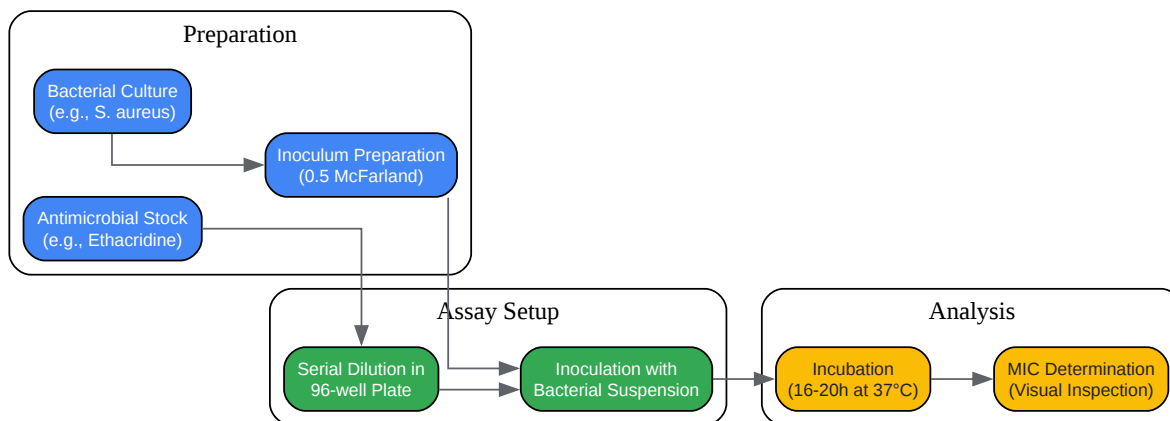 Preparation
Bacterial Culture
(e.g., S. aureus)
Inoculum Preparation
(0.5 McFarland)
Antimicrobial Stock
(e.g., Ethacridine)
Assay Setup
Serial Dilution in
96-well Plate
Inoculation with
Bacterial Suspension
Analysis
Incubation
(16-20h at 37°C)
MIC Determination
(Visual Inspection)